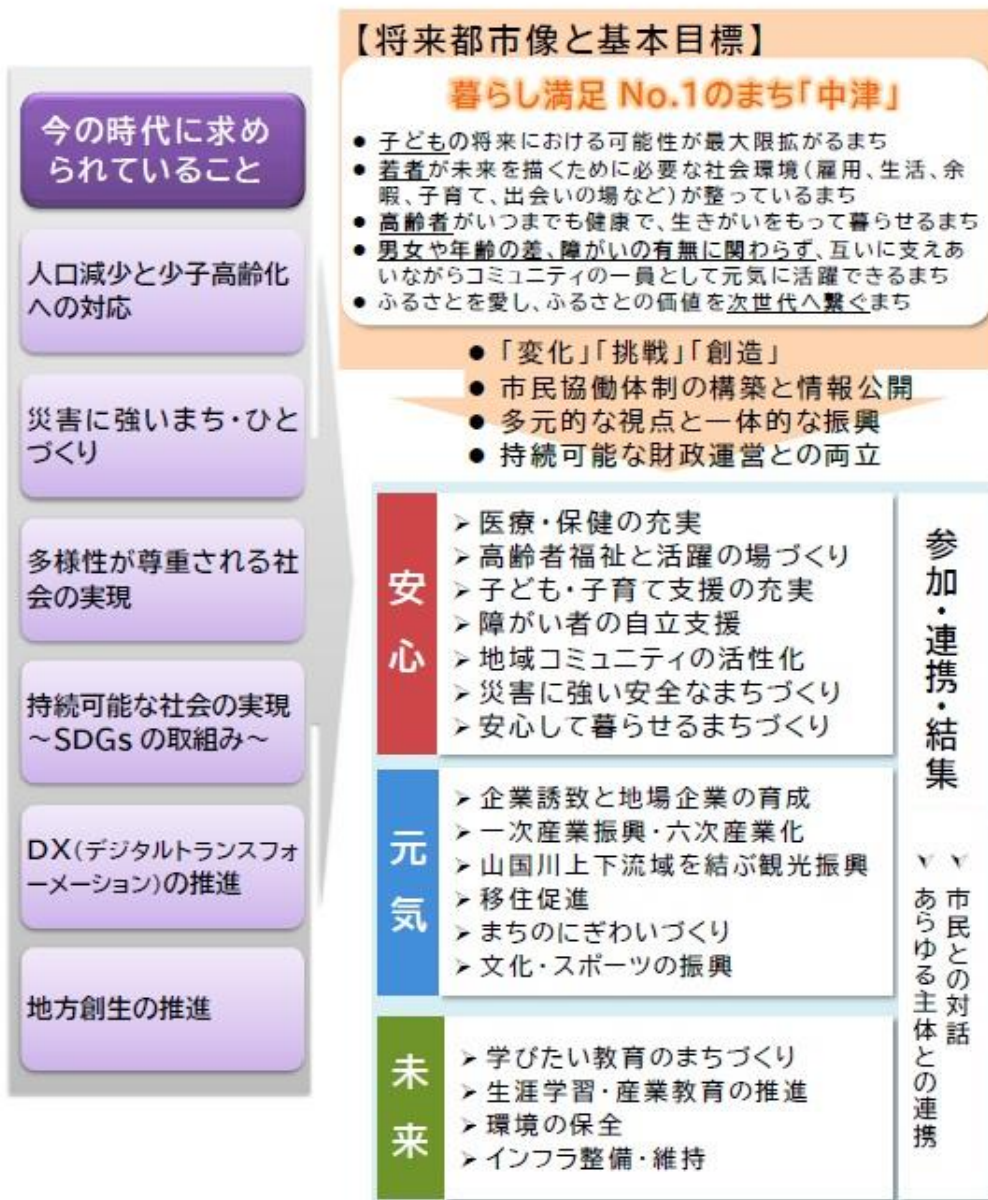 今の時代に求め
られていること
人口減少と少子高齢化
への対応
災害に強いまち・ひと
づくり
多様性が尊重される社
会の実現
持続可能な社会の実現
～SDGs の取組み～
DX(デジタルトランスフォ
ーメーション)の推進
地方創生の推進
【将来都市像と基本目標】
暮らし満足 No.1のまち「中津」
● 子どもの将来における可能性が最大限拡がるまち
● 若者が未来を描くために必要な社会環境(雇用、生活、余
暇、子育て、出会いの場など)が整っているまち
● 高齢者がいつまでも健康で、生きがいをもって暮らせるまち
● 男女や年齢の差、障がいの有無に関わらず、互いに支えあ
いながらコミュニティの一員として元気に活躍できるまち
● ふるさとを愛し、ふるさとの価値を次世代へ繋ぐまち
● 「変化」「挑戦」「創造」
● 市民協働体制の構築と情報公開
● 多元的な視点と一体的な振興
● 持続可能な財政運営との両立
安心
➢ 医療・保健の充実
➢ 高齢者福祉と活躍の場づくり
➢ 子ども・子育て支援の充実
➢ 障がい者の自立支援
➢ 地域コミュニティの活性化
➢ 災害に強い安全なまちづくり
➢ 安心して暮らせるまちづくり
元気
➢ 企業誘致と地場企業の育成
➢ 一次産業振興・六次産業化
➢ 山国川上下流域を結ぶ観光振興
➢ 移住促進
➢ まちのにぎわいづくり
➢ 文化・スポーツの振興
未来
➢ 学びたい教育のまちづくり
➢ 生涯学習・産業教育の推進
➢ 環境の保全
➢ インフラ整備・維持
参加・連携・結集
➢ 市民との対話
➢ あらゆる主体との連携